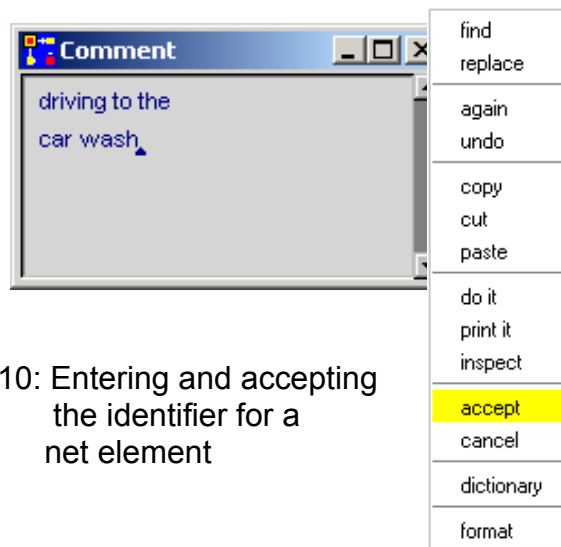 Comment
driving to the
car wash
10: Entering and accepting
the identifier for a
net element
find
replace
again
undo
copy
cut
paste
do it
print it
inspect
accept
cancel
dictionary
format